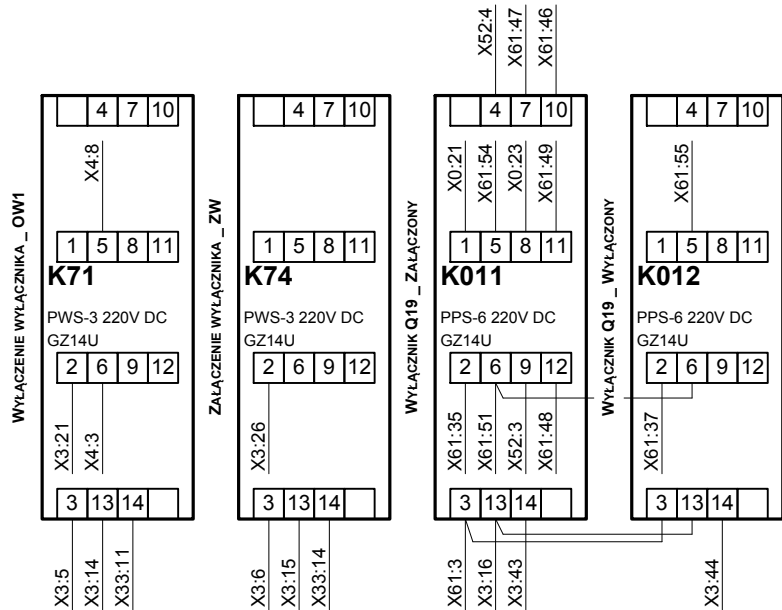 X52:4 X61:47 X61:46
4 7 10 4 7 10 4 7 10 4 7 10
X4:8 X0:21 X61:54 X0:23 X61:49 X61:55
1 5 8 11 1 5 8 11 1 5 8 11 1 5 8 11
WYŁĄCZENIE WYŁĄCZNIKA _ OW1
K71
PWS-3 220V DC
GZ14U
ZAŁĄCZENIE WYŁĄCZNIKA _ ZW
K74
PWS-3 220V DC
GZ14U
WYŁĄCZNIK Q19 _ ZAŁĄCZONY
K011
PPS-6 220V DC
GZ14U
WYŁĄCZNIK Q19 _ WYŁĄCZONY
K012
PPS-6 220V DC
GZ14U
2 6 9 12 2 6 9 12 2 6 9 12 2 6 9 12
X3:21 X4:3 X3:26 X61:35 X61:51 X52:3 X61:48 X61:37
3 13 14 3 13 14 3 13 14 3 13 14
X3:5 X3:14 X33:11 X3:6 X3:15 X33:14 X61:3 X3:16 X3:43 X3:44